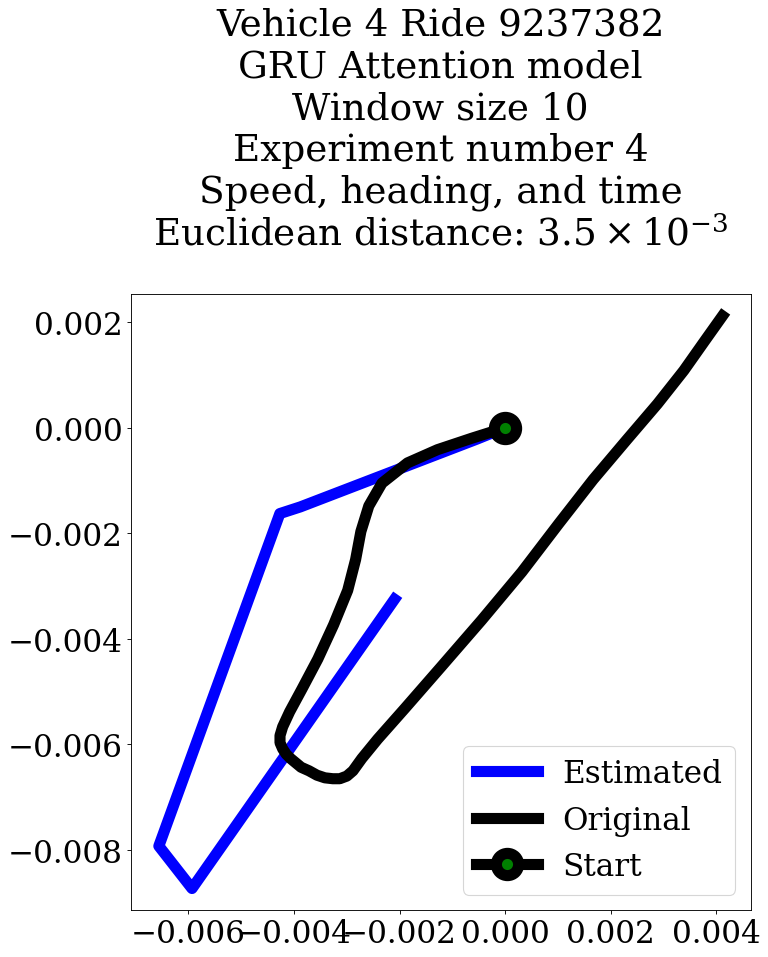 Vehicle 4 Ride 9237382
GRU Attention model
Window size 10
Experiment number 4
Speed, heading, and time
Euclidean distance: 3.5 × 10⁻³
0.002
0.000
−0.002
−0.004
−0.006
−0.008
Estimated
Original
Start
−0.006 −0.004 −0.002 0.000 0.002 0.004